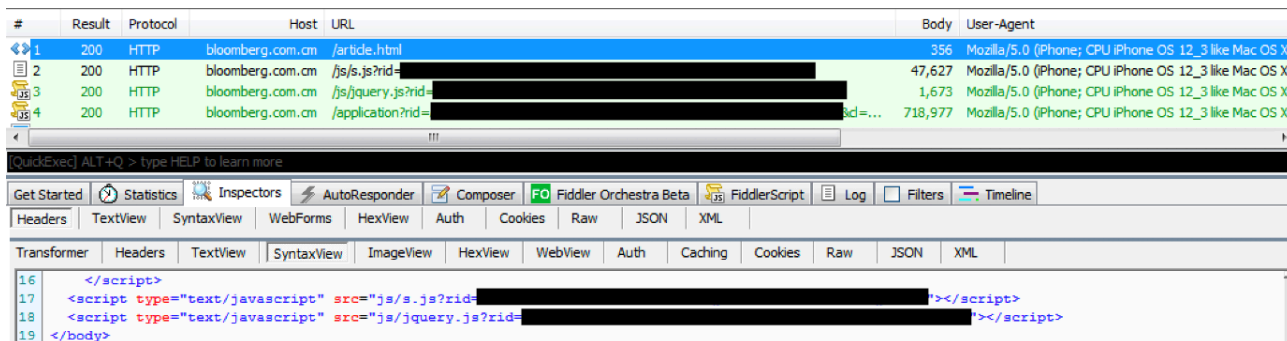 # Result Protocol Host URL Body User-Agent
1 200 HTTP bloomberg.com.cm /article.html 356 Mozilla/5.0 (iPhone; CPU iPhone OS 12_3 like Mac OS X
2 200 HTTP bloomberg.com.cm /js/s.js?rid= 47,627 Mozilla/5.0 (iPhone; CPU iPhone OS 12_3 like Mac OS X
3 200 HTTP bloomberg.com.cm /js/jquery.js?rid= 1,673 Mozilla/5.0 (iPhone; CPU iPhone OS 12_3 like Mac OS X
4 200 HTTP bloomberg.com.cm /application?rid= &cl=... 718,977 Mozilla/5.0 (iPhone; CPU iPhone OS 12_3 like Mac OS X
[QuickExec] ALT+Q > type HELP to learn more
Get Started Statistics Inspectors AutoResponder Composer FO Fiddler Orchestra Beta JS FiddlerScript Log Filters Timeline
Headers TextView SyntaxView WebForms HexView Auth Cookies Raw JSON XML
Transformer Headers TextView SyntaxView ImageView HexView WebView Auth Caching Cookies Raw JSON XML
16 </script>
17 <script type="text/javascript" src="js/s.js?rid= "></script>
18 <script type="text/javascript" src="js/jquery.js?rid= "></script>
19 </body>